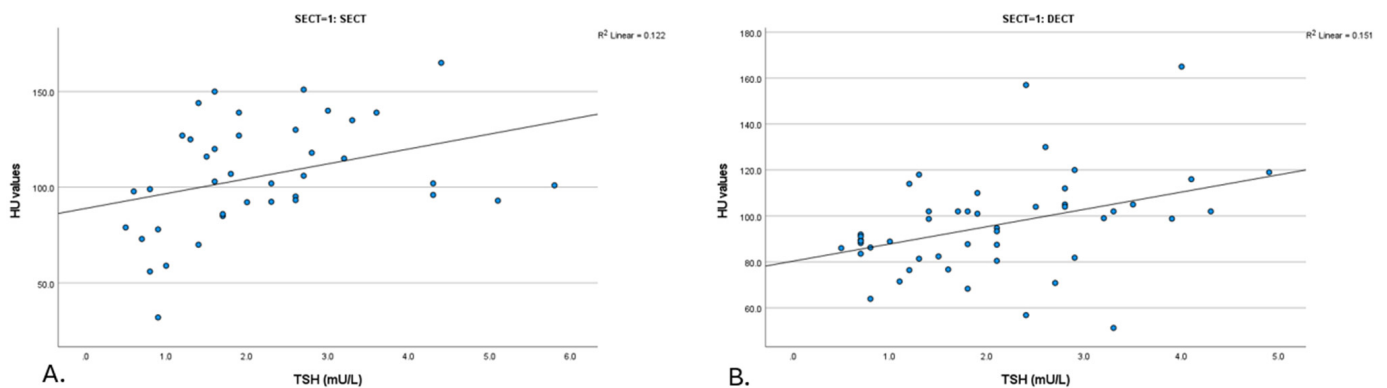 SECT=1: SECT
R2 Linear = 0.122
HU values
150.0
100.0
50.0
.0 1.0 2.0 3.0 4.0 5.0 6.0
TSH (mU/L)
A.
SECT=1: DECT
R2 Linear = 0.151
HU values
180.0
160.0
140.0
120.0
100.0
80.0
60.0
.0 1.0 2.0 3.0 4.0 5.0
TSH (mU/L)
B.